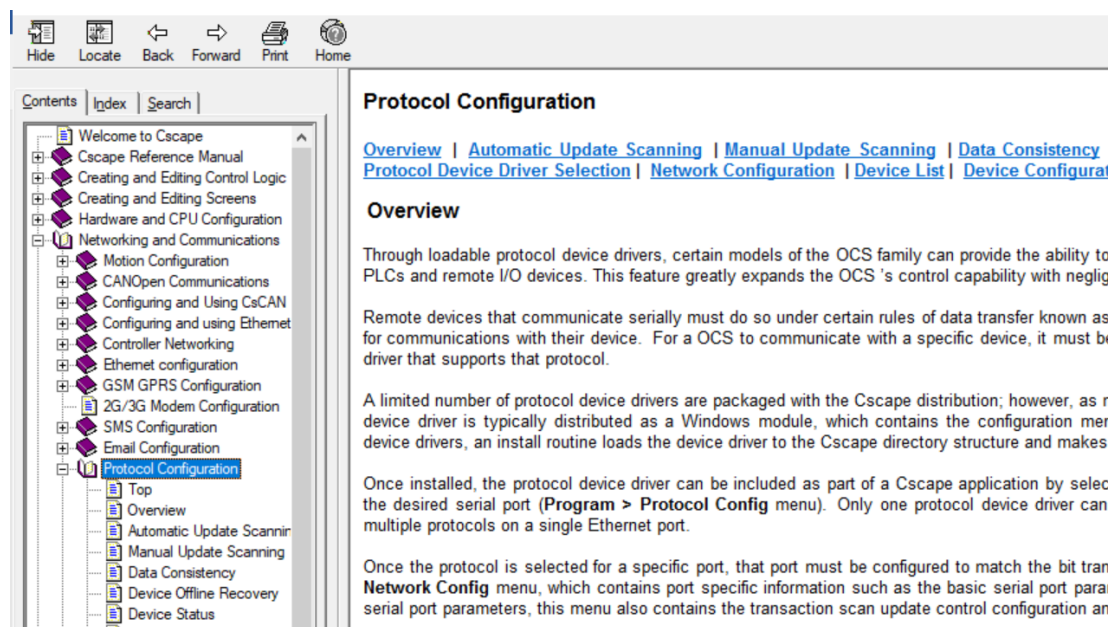 Hide Locate Back Forward Print Home
Contents Index Search
Welcome to Cscape
Cscape Reference Manual
Creating and Editing Control Logic
Creating and Editing Screens
Hardware and CPU Configuration
Networking and Communications
Motion Configuration
CANOpen Communications
Configuring and Using CsCAN
Configuring and using Ethernet
Controller Networking
Ethernet configuration
GSM GPRS Configuration
2G/3G Modem Configuration
SMS Configuration
Email Configuration
Protocol Configuration
Top
Overview
Automatic Update Scannin
Manual Update Scanning
Data Consistency
Device Offline Recovery
Device Status
Protocol Configuration
Overview | Automatic Update Scanning | Manual Update Scanning | Data Consistency
Protocol Device Driver Selection | Network Configuration | Device List | Device Configurat
Overview
Through loadable protocol device drivers, certain models of the OCS family can provide the ability to
PLCs and remote I/O devices. This feature greatly expands the OCS 's control capability with neglig
Remote devices that communicate serially must do so under certain rules of data transfer known as
for communications with their device. For a OCS to communicate with a specific device, it must be
driver that supports that protocol.
A limited number of protocol device drivers are packaged with the Cscape distribution; however, as
device driver is typically distributed as a Windows module, which contains the configuration
device drivers, an install routine loads the device driver to the Cscape directory structure and makes
Once installed, the protocol device driver can be included as part of a Cscape application by selec
the desired serial port (Program > Protocol Config menu). Only one protocol device driver can
multiple protocols on a single Ethernet port.
Once the protocol is selected for a specific port, that port must be configured to match the bit tran
Network Config menu, which contains port specific information such as the basic serial port para
serial port parameters, this menu also contains the transaction scan update control configuration an